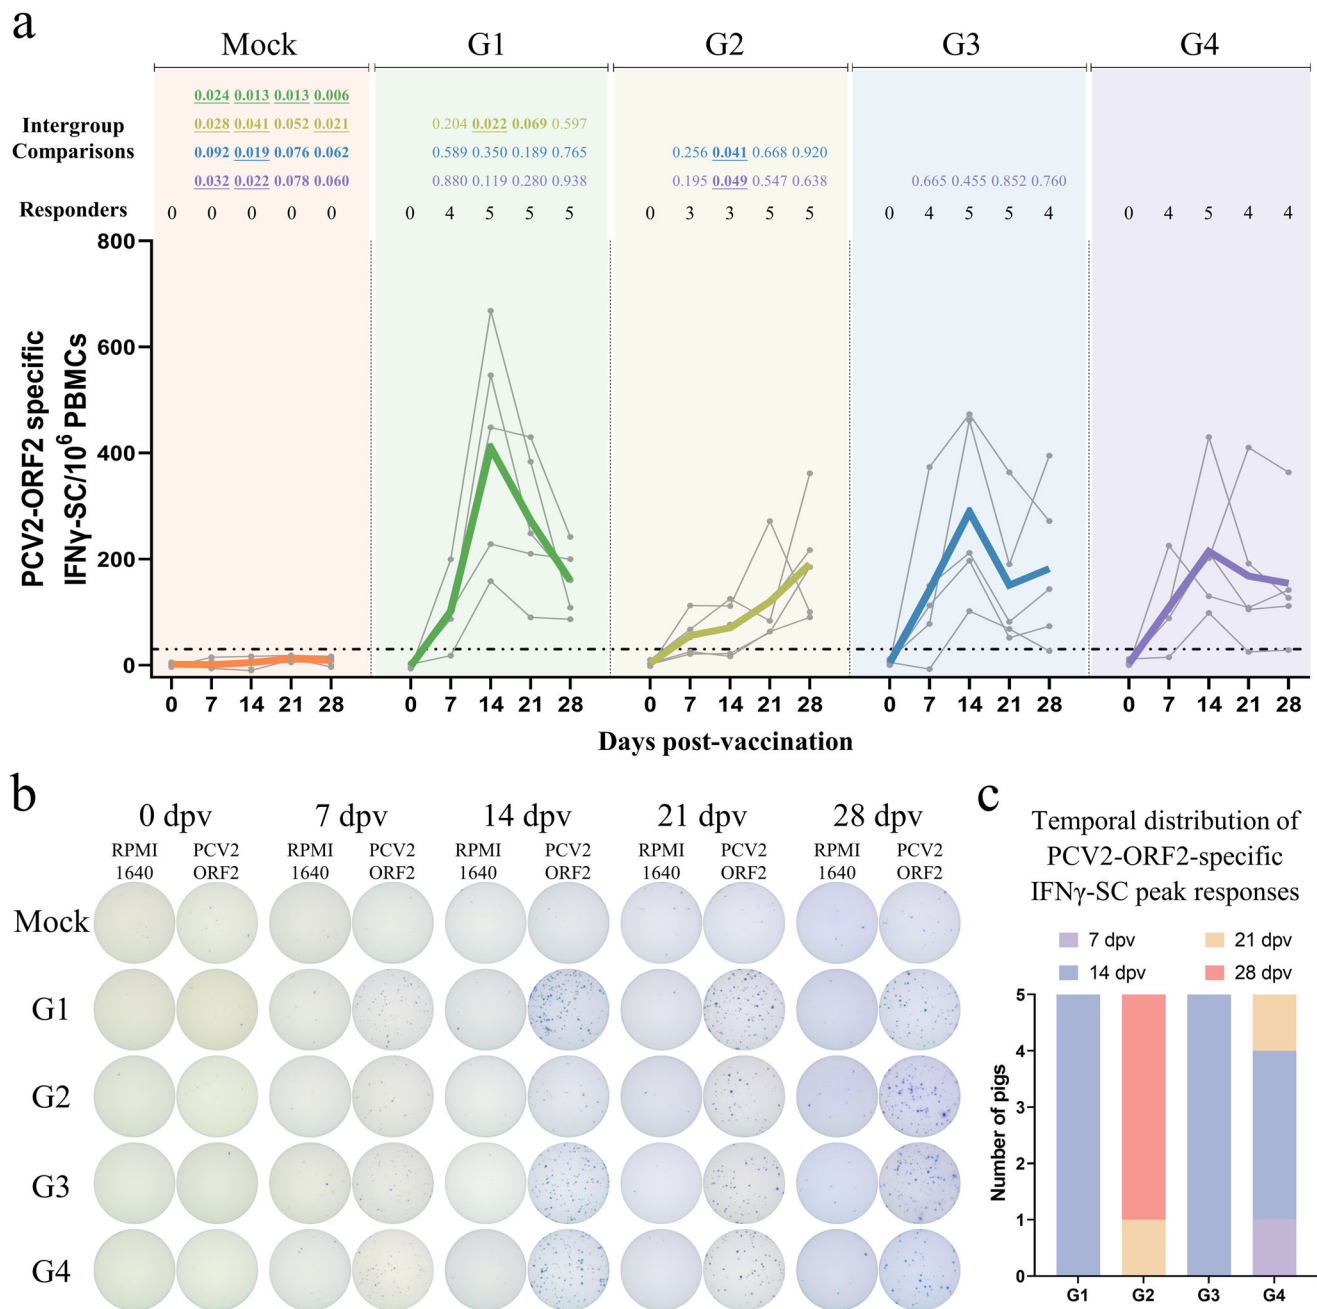 a
Mock G1 G2 G3 G4
0.024 0.013 0.013 0.006
Intergroup Comparisons
0.028 0.041 0.052 0.021 0.204 0.022 0.069 0.597
0.092 0.019 0.076 0.062 0.589 0.350 0.189 0.765 0.256 0.041 0.668 0.920
0.032 0.022 0.078 0.060 0.880 0.119 0.280 0.938 0.195 0.049 0.547 0.638 0.665 0.455 0.852 0.760
Responders 0 0 0 0 0 0 4 5 5 5 0 3 3 5 5 0 4 5 5 4 0 4 5 4 4
PCV2-ORF2 specific
IFNγ-SC/10⁶ PBMCs
800
600
400
200
0
0 7 14 21 28 0 7 14 21 28 0 7 14 21 28 0 7 14 21 28 0 7 14 21 28
Days post-vaccination
b
0 dpv 7 dpv 14 dpv 21 dpv 28 dpv
RPMI PCV2 RPMI PCV2 RPMI PCV2 RPMI PCV2 RPMI PCV2
1640 ORF2 1640 ORF2 1640 ORF2 1640 ORF2 1640 ORF2
Mock
G1
G2
G3
G4
c
Temporal distribution of
PCV2-ORF2-specific
IFNγ-SC peak responses
7 dpv 21 dpv
14 dpv 28 dpv
Number of pigs
5
4
3
2
1
0
G1 G2 G3 G4